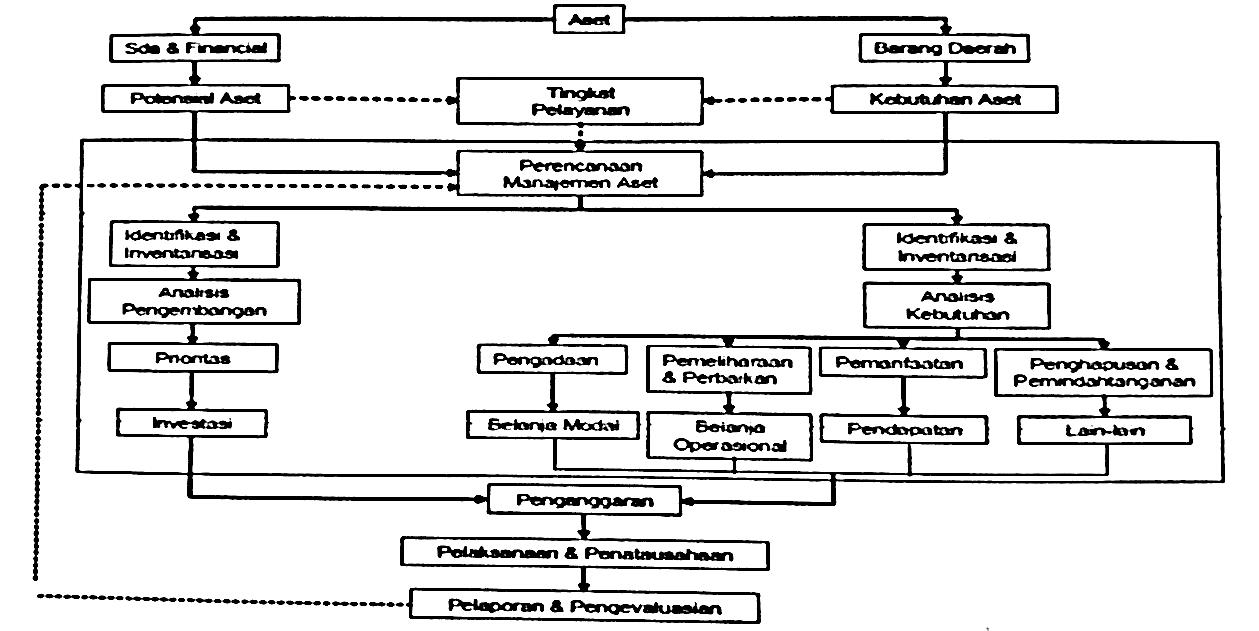 Aset
Sda & Financial
Barang Daerah
Potensial Aset
Tingkat
Pelayanan
Kebutuhan Aset
Perencanaan
Manajemen Aset
Identifikasi &
Inventarisasi
Identifikasi &
Inventarisasi
Analisis
Pengembangan
Analisis
Kebutuhan
Prioritas
Pengadaan
Pemeliharaan
& Perbaikan
Pemanfaatan
Penghapusan &
Pemindahtanganan
Investasi
Belanja Modal
Belanja
Operasional
Pendapatan
Lain-lain
Penganggaran
Pelaksanaan & Penatausahaan
Pelaporan & Pengevaluasian